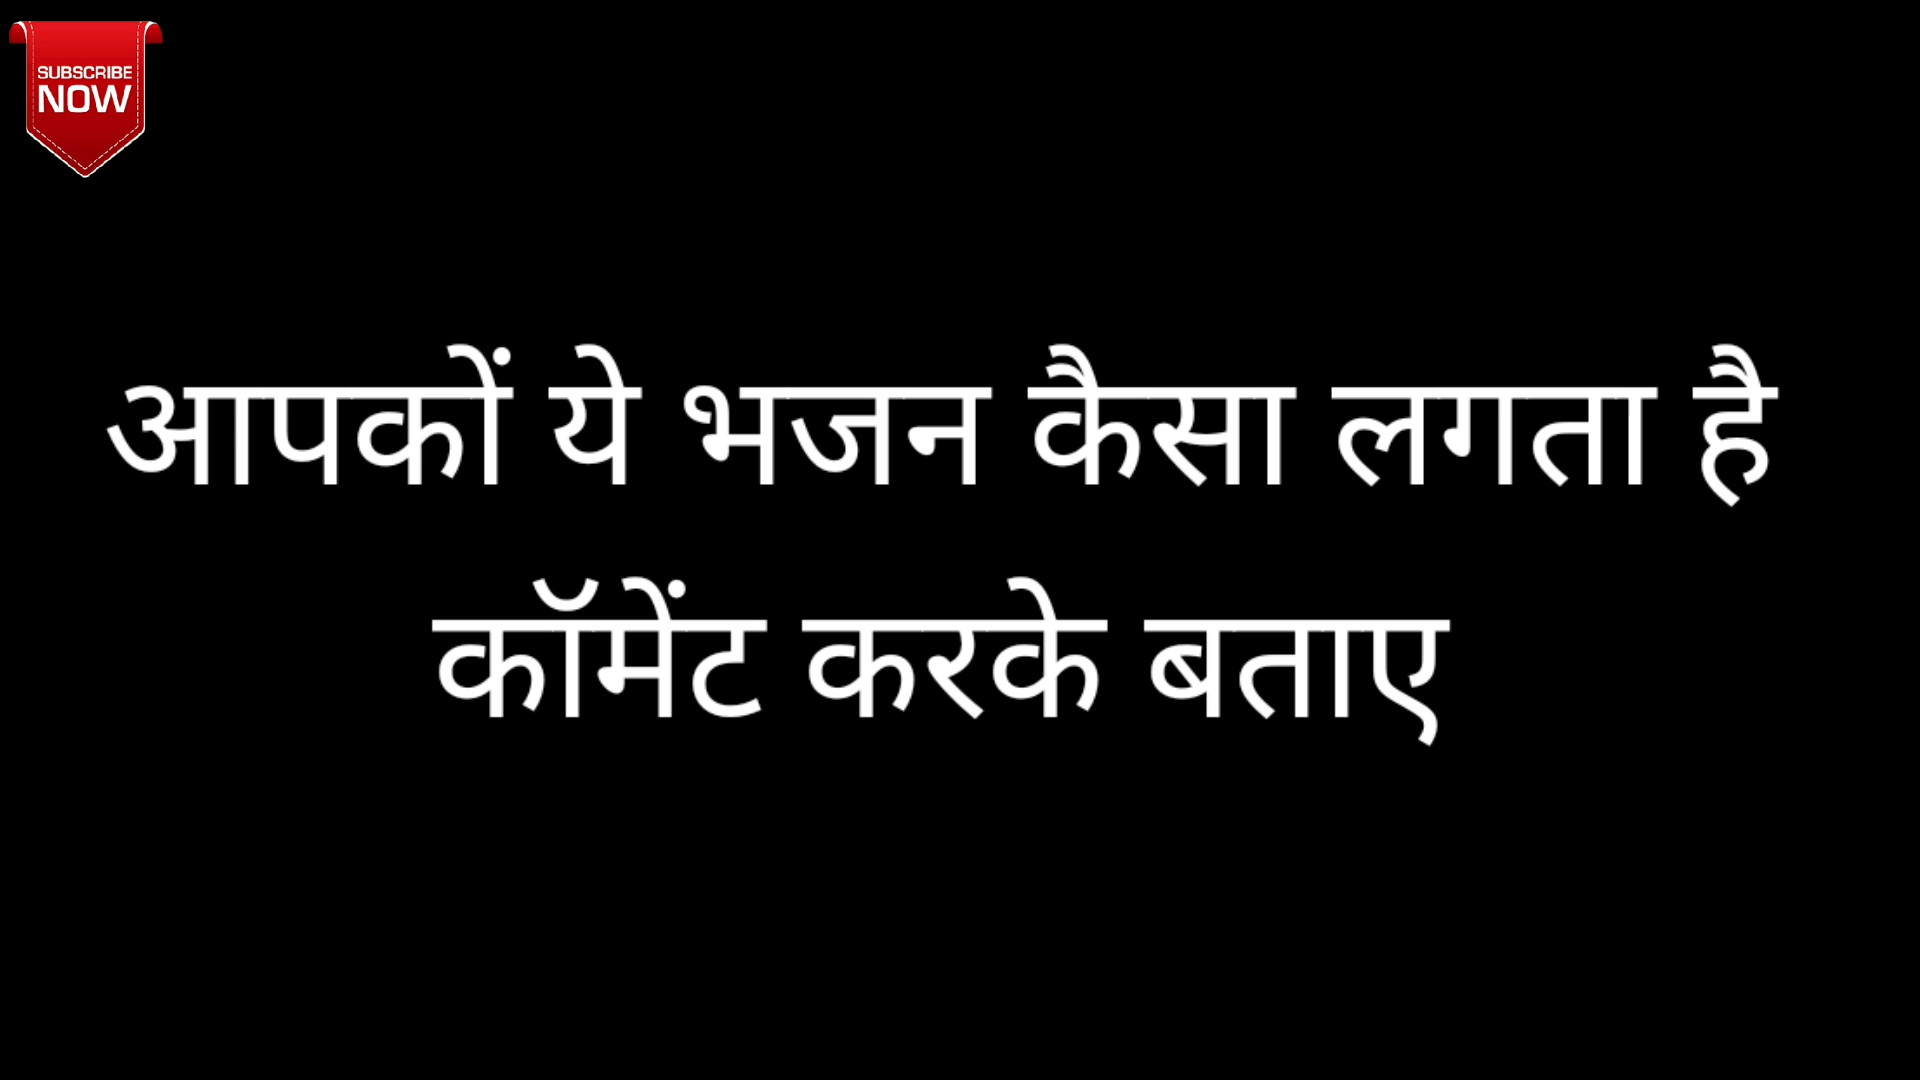 SUBSCRIBE
NOW
आपकों ये भजन कैसा लगता है
कॉमेंट करके बताए